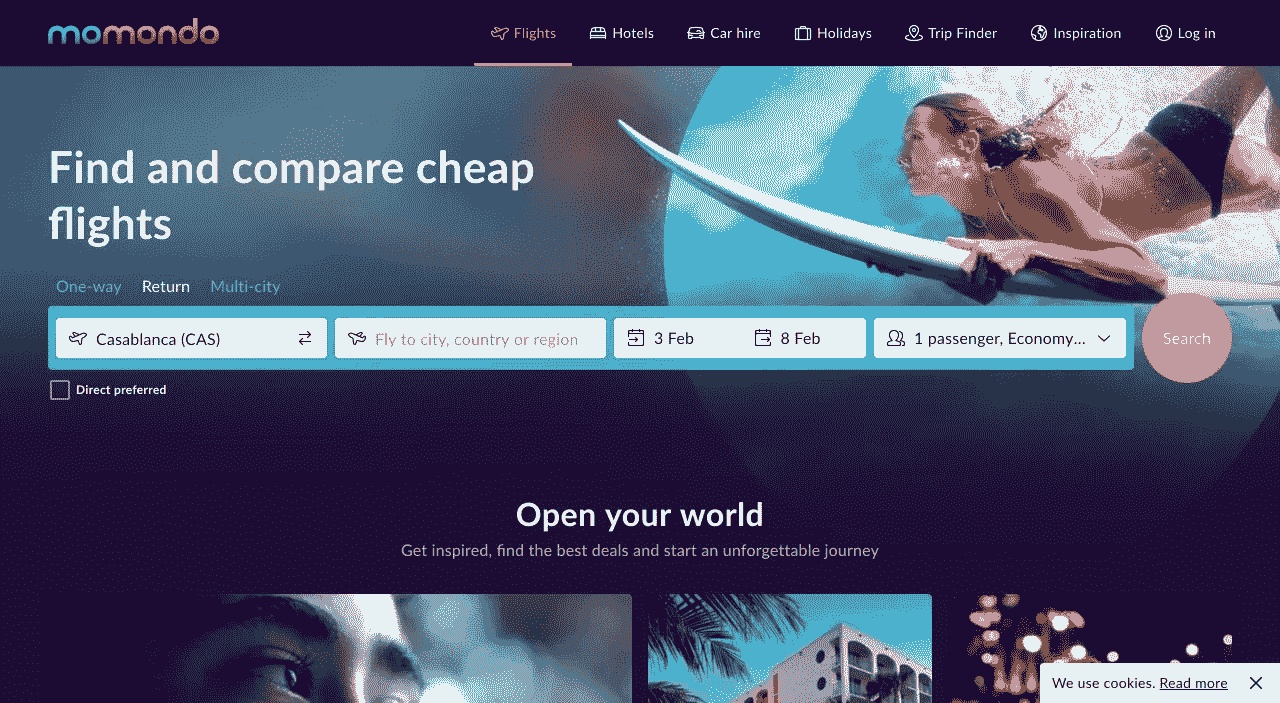 momondo
Flights
Hotels
Car hire
Holidays
Trip Finder
Inspiration
Log in
Find and compare cheap
flights
One-way
Return
Multi-city
Casablanca (CAS)
Fly to city, country or region
3 Feb
8 Feb
1 passenger, Economy...
Search
Direct preferred
Open your world
Get inspired, find the best deals and start an unforgettable journey
We use cookies. Read more